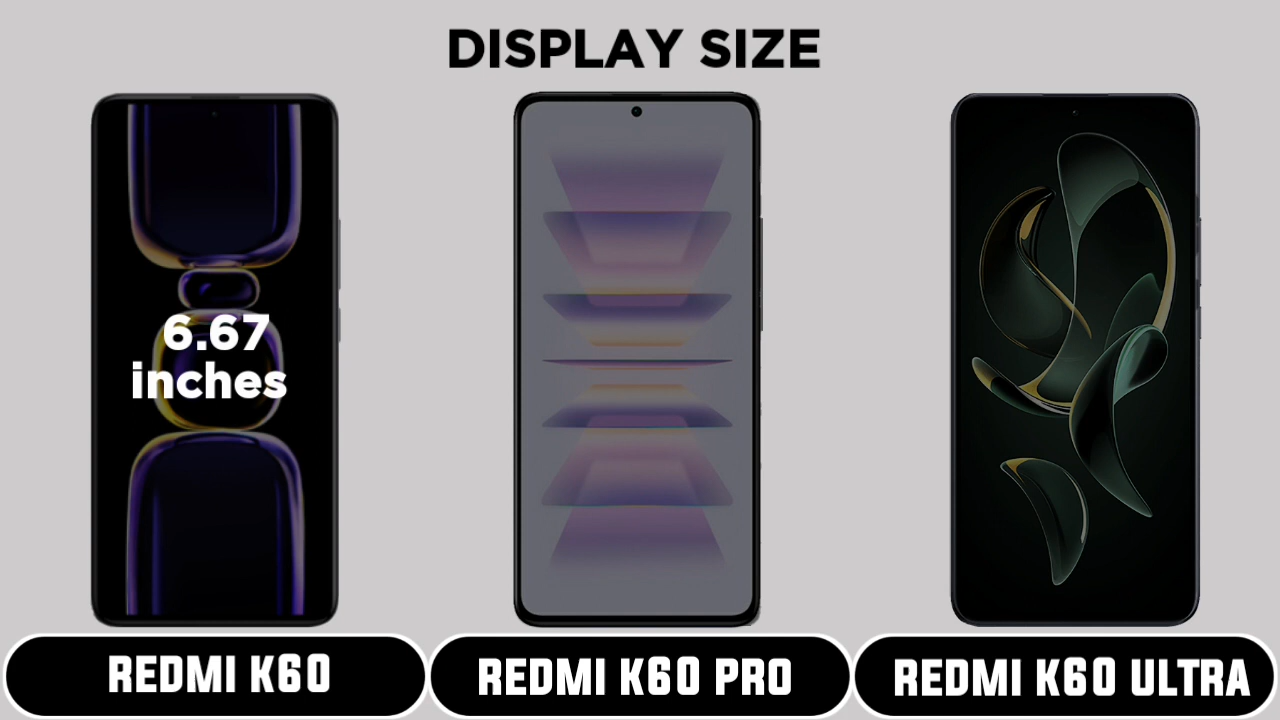 DISPLAY SIZE
6.67
inches
REDMI K60
REDMI K60 PRO
REDMI K60 ULTRA